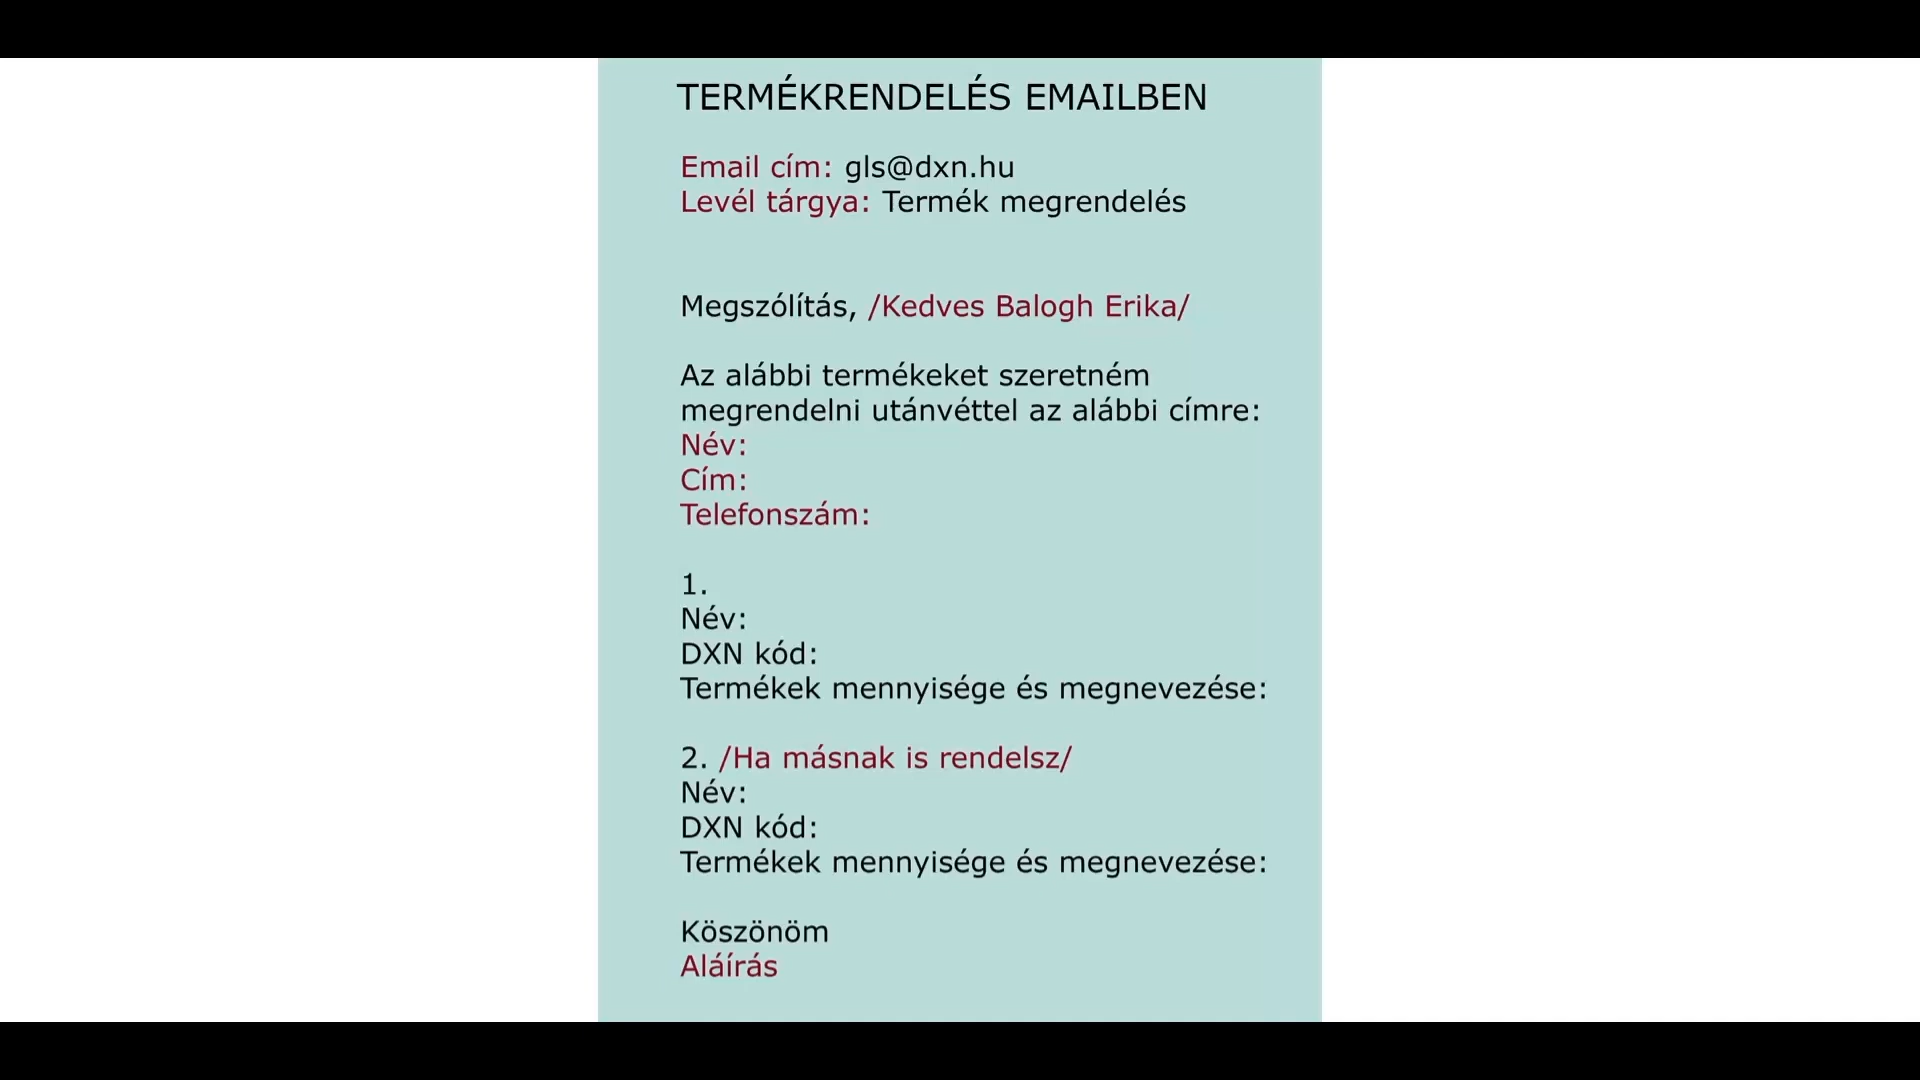 TERMÉKRENDELÉS EMAILBEN
Email cím: gls@dxn.hu
Levél tárgya: Termék megrendelés
Megszólítás, /Kedves Balogh Erika/
Az alábbi termékeket szeretném
megrendelni utánvéttel az alábbi címre:
Név:
Cím:
Telefonszám:
1.
Név:
DXN kód:
Termékek mennyisége és megnevezése:
2. /Ha másnak is rendelsz/
Név:
DXN kód:
Termékek mennyisége és megnevezése:
Köszönöm
Aláírás